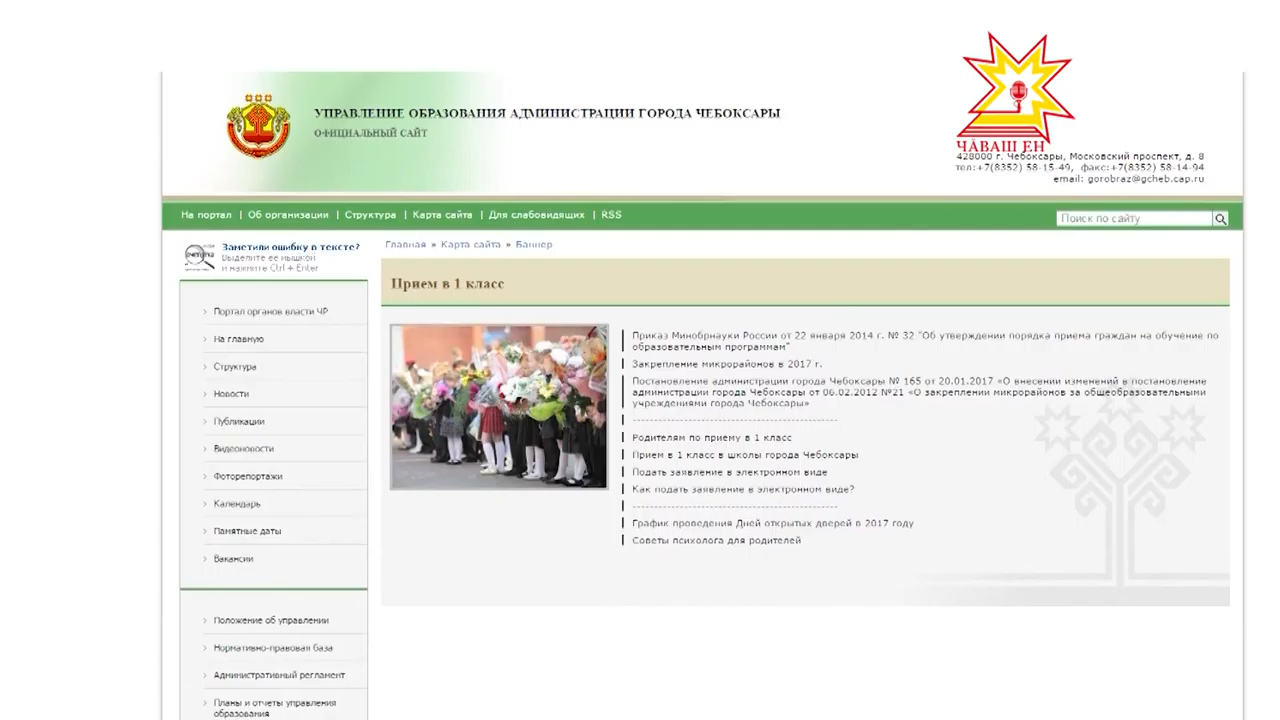 УПРАВЛЕНИЕ ОБРАЗОВАНИЯ АДМИНИСТРАЦИИ ГОРОДА ЧЕБОКСАРЫ
ОФИЦИАЛЬНЫЙ САЙТ
ЧӐВАШ ЕН
428000 г. Чебоксары, Московский проспект, д. 8
тел:+7(8352) 58-15-49, факс:+7(8352) 58-14-94
email: gorobraz@gcheb.cap.ru
На портал | Об организации | Структура | Карта сайта | Для слабовидящих | RSS
Поиск по сайту
Заметили ошибку в тексте?
Выделите ее мышкой
и нажмите Ctrl + Enter
Портал органов власти ЧР
На главную
Структура
Новости
Публикации
Видеоновости
Фоторепортажи
Календарь
Памятные даты
Вакансии
Положение об управлении
Нормативно-правовая база
Административный регламент
Планы и отчеты управления
образования
Главная » Карта сайта » Баннер
Прием в 1 класс
Приказ Минобрнауки России от 22 января 2014 г. № 32 "Об утверждении порядка приема граждан на обучение по
образовательным программам"
Закрепление микрорайонов в 2017 г.
Постановление администрации города Чебоксары № 165 от 20.01.2017 «О внесении изменений в постановление
администрации города Чебоксары от 06.02.2012 №21 «О закреплении микрорайонов за общеобразовательными
учреждениями города Чебоксары»
Родителям по приему в 1 класс
Прием в 1 класс в школы города Чебоксары
Подать заявление в электронном виде
Как подать заявление в электронном виде?
График проведения Дней открытых дверей в 2017 году
Советы психолога для родителей